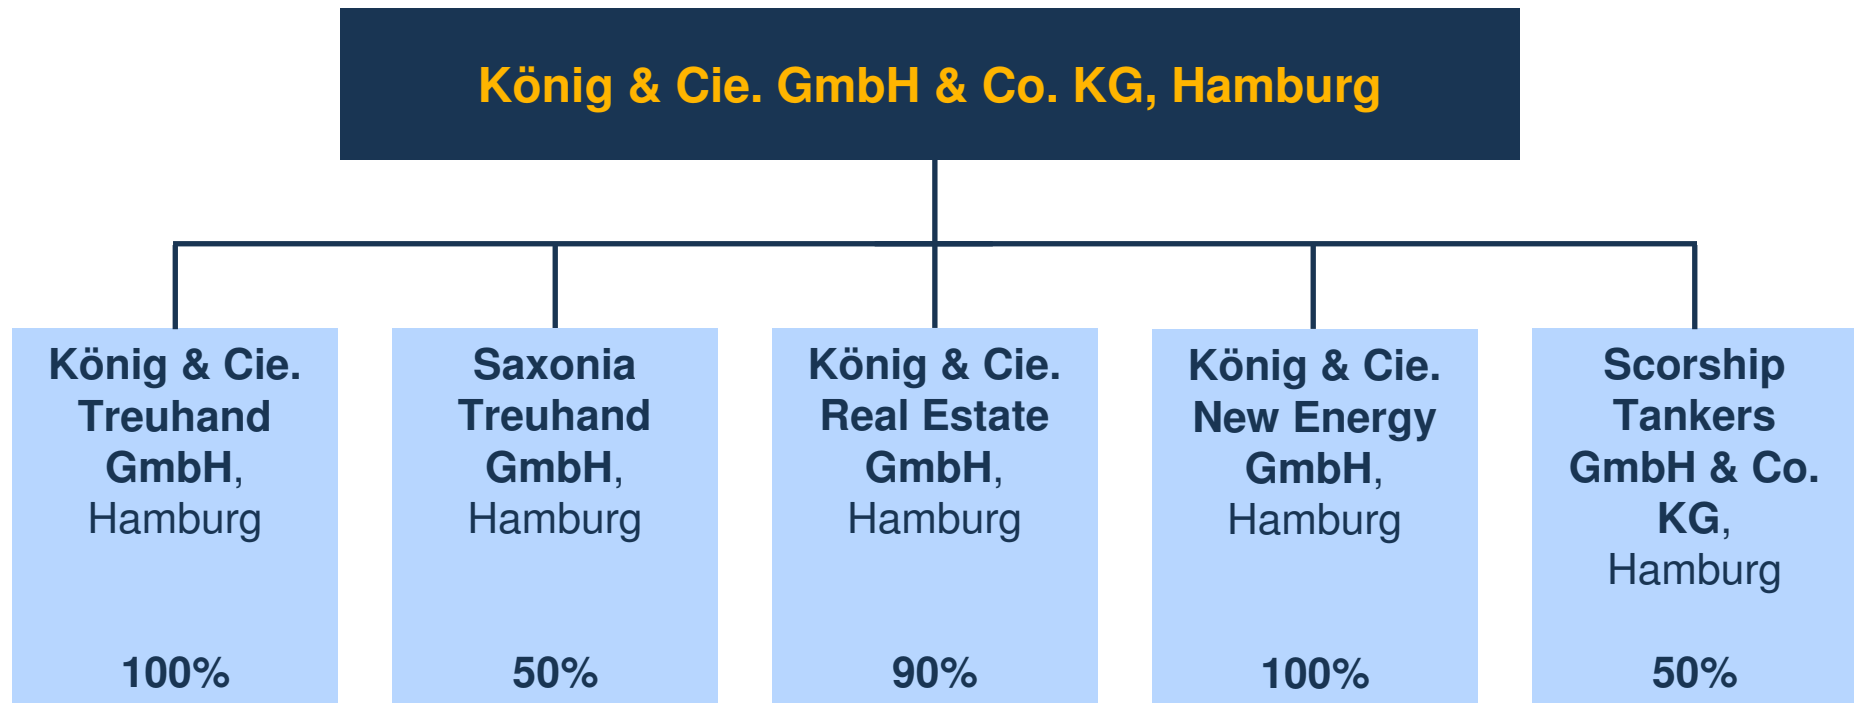 König & Cie. GmbH & Co. KG, Hamburg
König & Cie.
Treuhand
GmbH,
Hamburg
100%
Saxonia
Treuhand
GmbH,
Hamburg
50%
König & Cie.
Real Estate
GmbH,
Hamburg
90%
König & Cie.
New Energy
GmbH,
Hamburg
100%
Scorship
Tankers
GmbH & Co.
KG,
Hamburg
50%